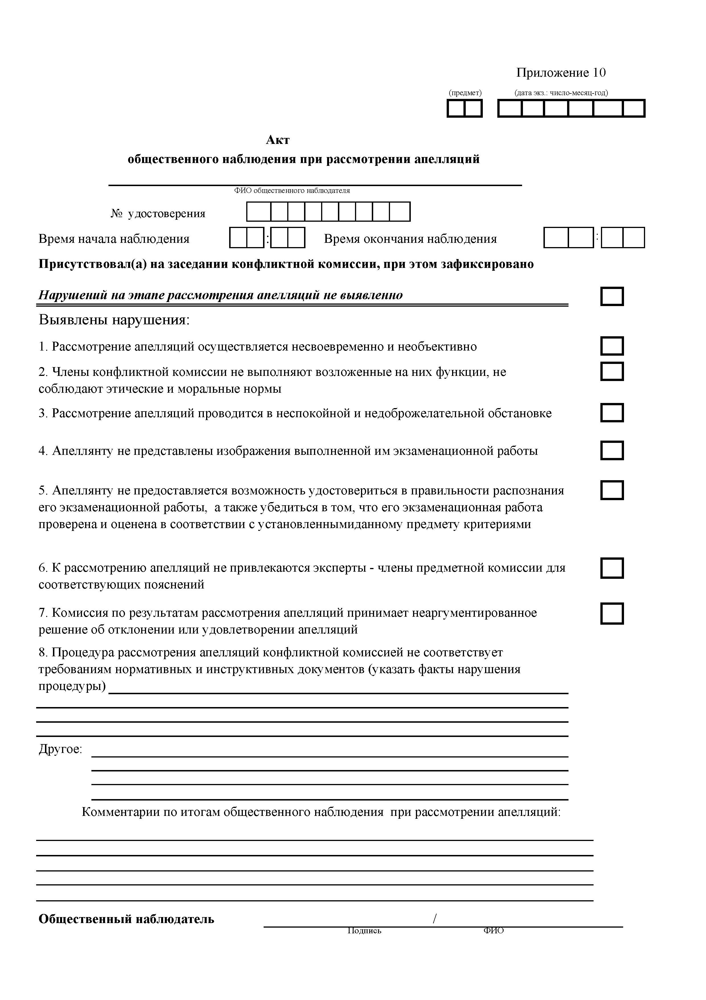 Приложение 10
(предмет) (дата экз.: число-месяц-год)
Акт
общественного наблюдения при рассмотрении апелляций
ФИО общественного наблюдателя
№ удостоверения
Время начала наблюдения : Время окончания наблюдения :
Присутствовал(а) на заседании конфликтной комиссии, при этом зафиксировано
Нарушений на этапе рассмотрения апелляций не выявленно
Выявлены нарушения:
1. Рассмотрение апелляций осуществляется несвоевременно и необъективно
2. Члены конфликтной комиссии не выполняют возложенные на них функции, не
соблюдают этические и моральные нормы
3. Рассмотрение апелляций проводится в неспокойной и недоброжелательной обстановке
4. Апеллянту не представлены изображения выполненной им экзаменационной работы
5. Апеллянту не предоставляется возможность удостовериться в правильности распознания
его экзаменационной работы, а также убедиться в том, что его экзаменационная работа
проверена и оценена в соответствии с установленнымиданному предмету критериями
6. К рассмотрению апелляций не привлекаются эксперты - члены предметной комиссии для
соответствующих пояснений
7. Комиссия по результатам рассмотрения апелляций принимает неаргументированное
решение об отклонении или удовлетворении апелляций
8. Процедура рассмотрения апелляций конфликтной комиссией не соответствует
требованиям нормативных и инструктивных документов (указать факты нарушения
процедуры)
Другое:
Комментарии по итогам общественного наблюдения при рассмотрении апелляций:
Общественный наблюдатель /
Подпись ФИО